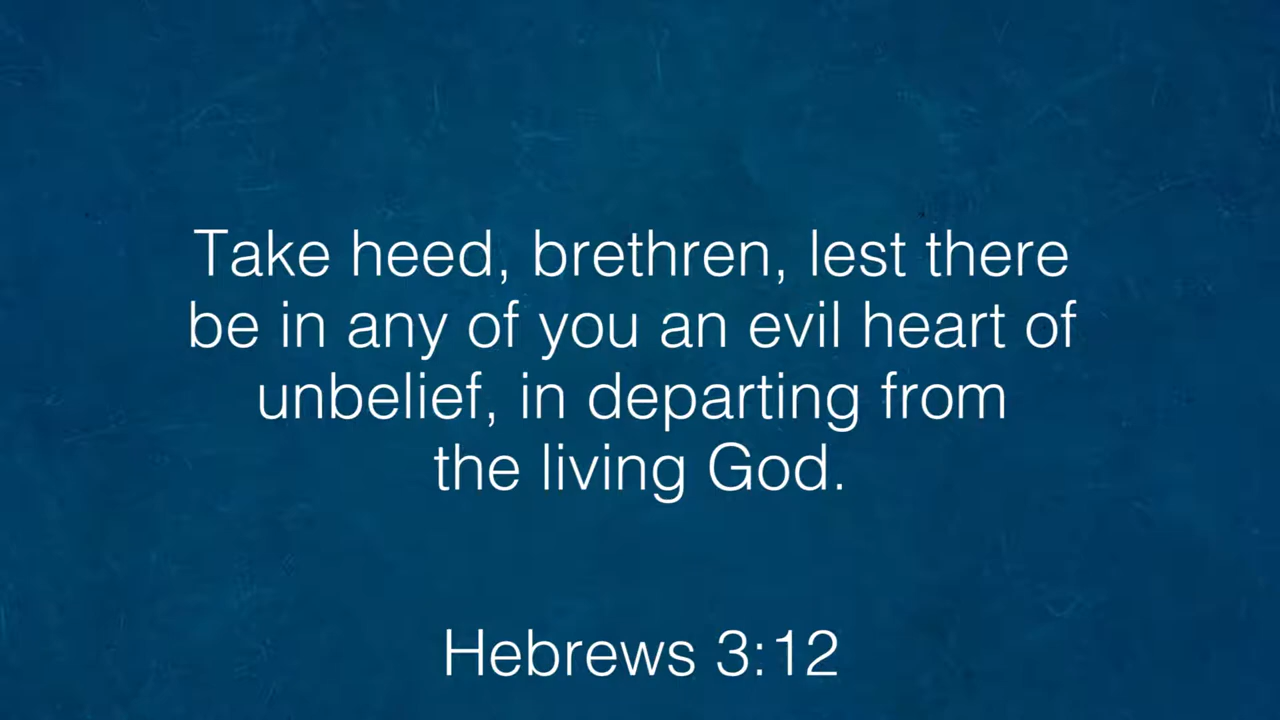 Take heed, brethren, lest there
be in any of you an evil heart of
unbelief, in departing from
the living God.
Hebrews 3:12